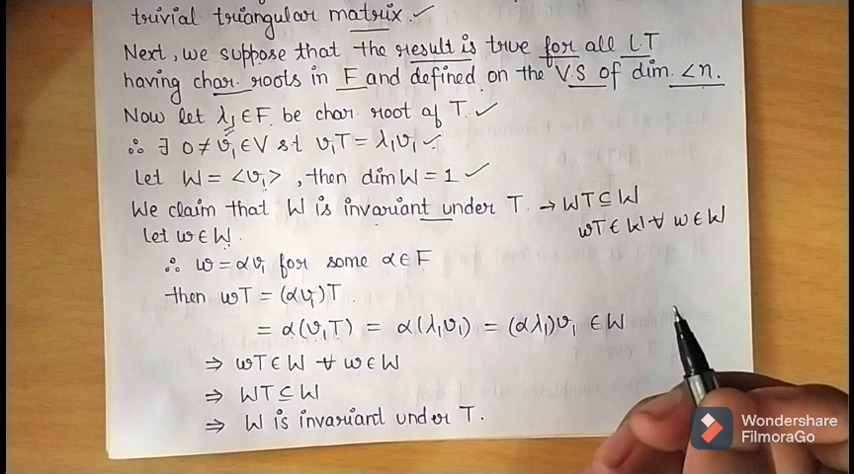 trivial triangular matrix. ✓
Next, we suppose that the result is true for all LT
having char. roots in F and defined on the V.S of dim. <n.
Now let λ₁ ∈ F be char root of T. ✓
∴ ∃ 0 ≠ v₁ ∈ V st v₁T = λ₁v₁ ✓
Let W = <v₁> , then dim W = 1 ✓
We claim that W is invariant under T. → WT ⊆ W
wT ∈ W ∀ w ∈ W
Let w ∈ W.
∴ w = αv₁ for some α ∈ F
then wT = (αv₁)T
= α(v₁T) = α(λ₁v₁) = (αλ₁)v₁ ∈ W
⇒ wT ∈ W ∀ w ∈ W
⇒ WT ⊆ W
⇒ W is invariant under T.
Wondershare
FilmoraGo